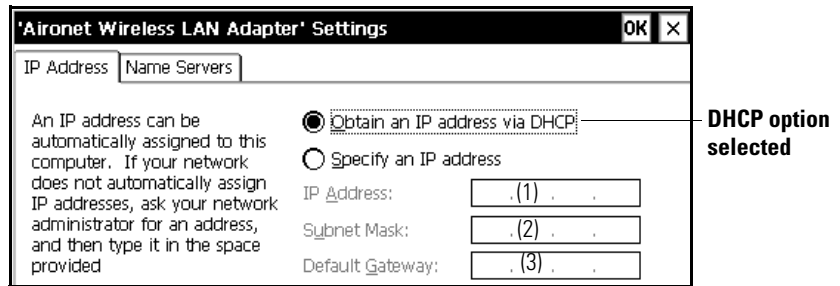 'Aironet Wireless LAN Adapter' Settings OK ×
IP Address Name Servers
An IP address can be
automatically assigned to this
computer. If your network
does not automatically assign
IP addresses, ask your network
administrator for an address,
and then type it in the space
provided
Obtain an IP address via DHCP
Specify an IP address
IP Address: . (1) . .
Subnet Mask: . (2) . .
Default Gateway: . (3) . .
DHCP option
selected